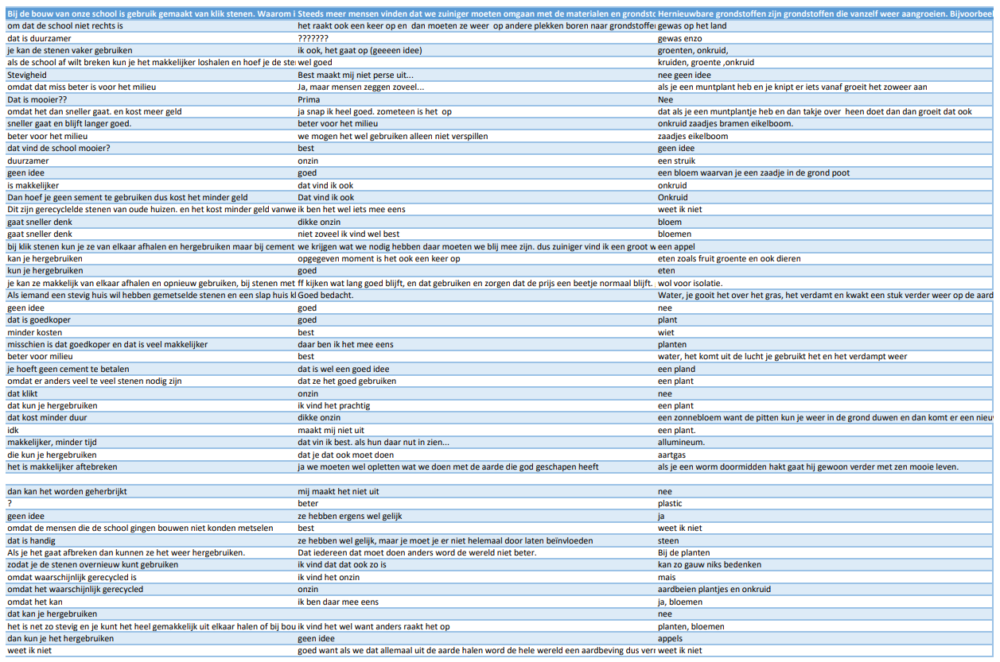 Bij de bouw van onze school is gebruik gemaakt van klik stenen. Waarom i Steeds meer mensen vinden dat we zuiniger moeten omgaan met de materialen en grondstc Hernieuwbare grondstoffen zijn grondstoffen die vanzelf weer aangroeien. Bijvoorbeel
om dat de school niet rechts is het raakt ook een keer op en dan moeten ze weer op andere plekken boren naar grondstoffer gewas op het land
dat is duurzamer ??????? gewas enzo
je kan de stenen vaker gebruiken ik ook, het gaat op (geeeen idee) groenten, onkruid,
als de school af wilt breken kun je het makkelijker loshalen en hoef je de ste wel goed kruiden, groente ,onkruid
Stevigheid Best maakt mij niet perse uit... nee geen idee
omdat dat miss beter is voor het milieu Ja, maar mensen zeggen zoveel... als je een muntplant heb en je knipt er iets vanaf groeit het zoweer aan
Dat is mooier?? Prima Nee
omdat het dan sneller gaat. en kost meer geld ja snap ik heel goed. zometeen is het op dat als je een muntplantje heb en dan takje over heen doet dan dan groeit dat ook
sneller gaat en blijft langer goed. beter voor het milieu onkruid zaadjes bramen eikelboom.
beter voor het milieu we mogen het wel gebruiken alleen niet verspillen zaadjes eikelboom
dat vind de school mooier? best geen idee
duurzamer onzin een struik
geen idee goed een bloem waarvan je een zaadje in de grond poot
is makkelijker dat vind ik ook onkruid
Dan hoef je geen sement te gebruiken dus kost het minder geld Dat vind ik ook Onkruid
Dit zijn gerecyclelde stenen van oude huizen. en het kost minder geld vanwe ik ben het wel iets mee eens weet ik niet
gaat sneller denk dikke onzin bloem
gaat sneller denk niet zoveel ik vind wel best bloemen
bij klik stenen kun je ze van elkaar afhalen en hergebruiken maar bij cement we krijgen wat we nodig hebben daar moeten we blij mee zijn. dus zuiniger vind ik een groot w een appel
kan je hergebruiken opgegeven moment is het ook een keer op eten zoals fruit groente en ook dieren
kun je hergebruiken goed eten
je kan ze makkelijk van elkaar afhalen en opnieuw gebruiken, bij stenen met ff kijken wat lang goed blijft, en dat gebruiken en zorgen dat de prijs een beetje normaal blijft. wol voor isolatie.
Als iemand een stevig huis wil hebben gemetselde stenen en een slap huis kl Goed bedacht. Water, je gooit het over het gras, het verdamt en kwakt een stuk verder weer op de aard
geen idee goed nee
dat is goedkoper goed plant
minder kosten best wiet
misschien is dat goedkoper en dat is veel makkelijker daar ben ik het mee eens planten
beter voor milieu best water, het komt uit de lucht je gebruikt het en het verdampt weer
je hoeft geen cement te betalen dat is wel een goed idee een pland
omdat er anders veel te veel stenen nodig zijn dat ze het goed gebruiken een plant
dat klikt onzin nee
dat kun je hergebruiken ik vind het prachtig een plant
dat kost minder duur dikke onzin een zonnebloem want de pitten kun je weer in de grond duwen en dan komt er een nieuw
idk maakt mij niet uit een plant.
makkelijker, minder tijd dat vin ik best. als hun daar nut in zien... allumineum.
die kun je hergebruiken dat je dat ook moet doen aartgas
het is makkelijker aftebreken ja we moeten wel opletten wat we doen met de aarde die god geschapen heeft als je een worm doormidden hakt gaat hij gewoon verder met zen mooie leven.
dan kan het worden geherbrijkt mij maakt het niet uit nee
? beter plastic
geen idee ze hebben ergens wel gelijk ja
omdat de mensen die de school gingen bouwen niet konden metselen best weet ik niet
dat is handig ze hebben wel gelijk, maar je moet je er niet helemaal door laten beïnvloeden steen
Als je het gaat afbreken dan kunnen ze het weer hergebruiken. Dat iedereen dat moet doen anders word de wereld niet beter. Bij de planten
zodat je de stenen overnieuw kunt gebruiken ik vind dat dat ook zo is kan zo gauw niks bedenken
omdat waarschijnlijk gerecycled is ik vind het onzin mais
omdat het waarschijnlijk gerecycled onzin aardbeien plantjes en onkruid
omdat het kan ik ben daar mee eens ja, bloemen
dat kan je hergebruiken nee
het is net zo stevig en je kunt het heel gemakkelijk uit elkaar halen of bij bou ik vind het wel want anders raakt het op planten, bloemen
dan kun je het hergebruiken geen idee appels
weet ik niet goed want als we dat allemaal uit de aarde halen word de hele wereld een aardbeving dus verr weet ik niet